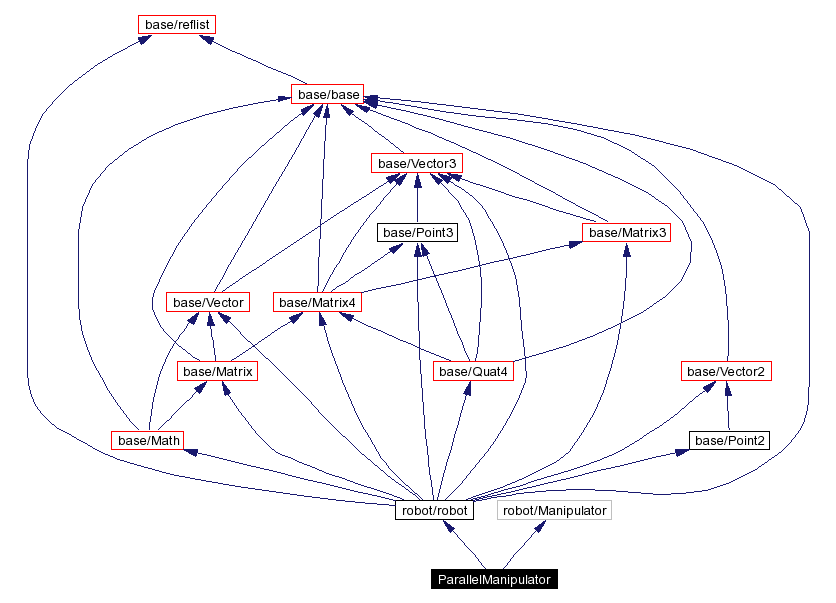 base/reflist
base/base
base/Vector3
base/Point3
base/Matrix3
base/Vector
base/Matrix4
base/Matrix
base/Quat4
base/Vector2
base/Math
base/Point2
robot/robot
robot/Manipulator
ParallelManipulator